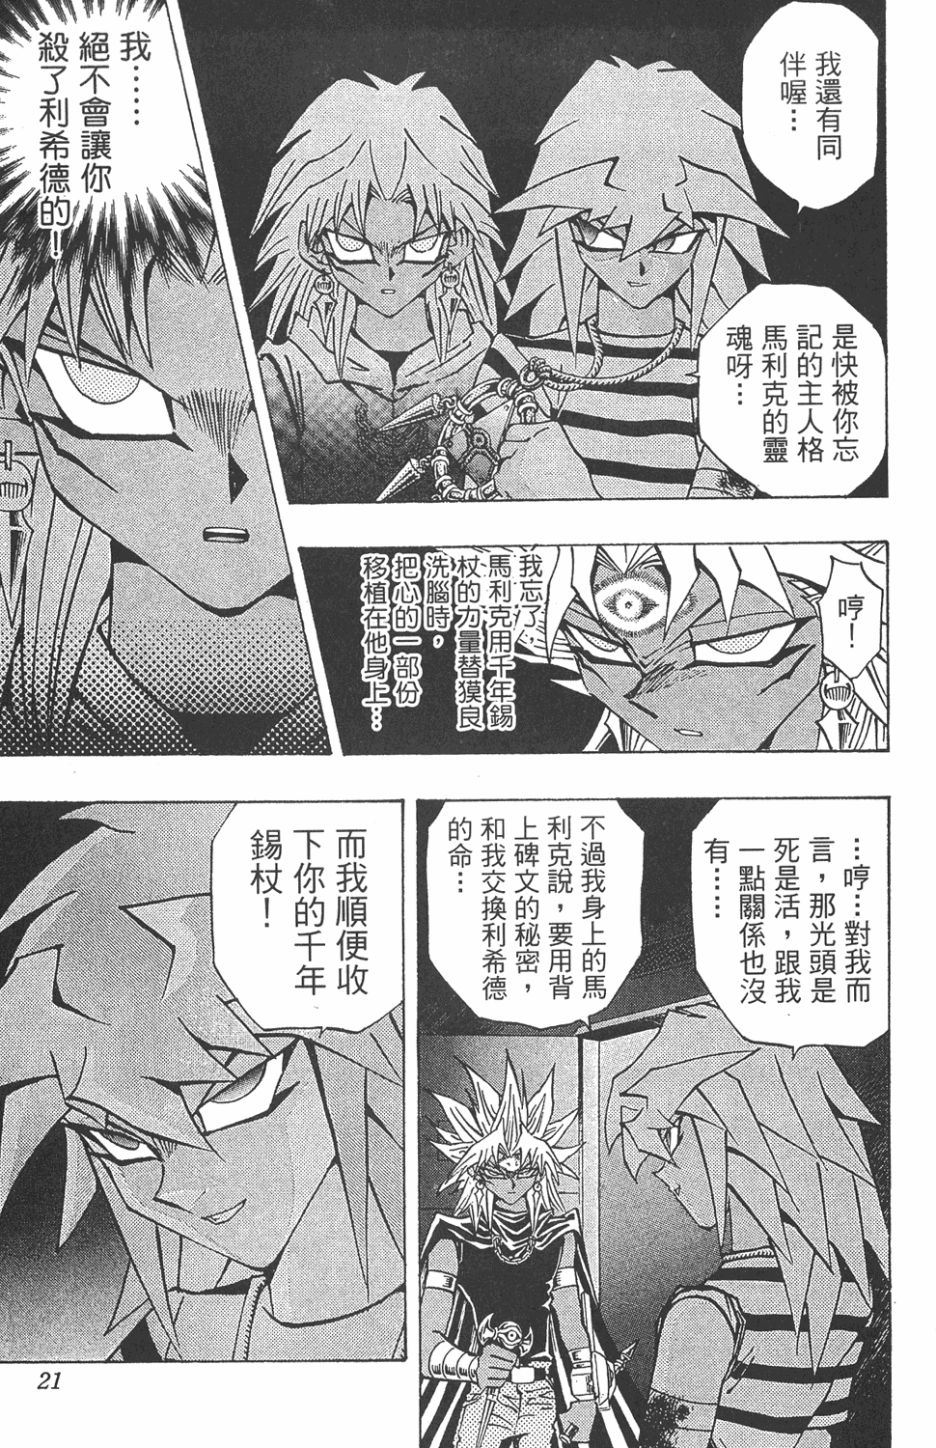 我還有同
伴喔…
是快被你忘
記的主人格
馬利克的靈
魂呀…
我……
絕不會讓你
殺了利希德的！
哼！
我忘了，
馬利克用千年錫
杖的力量替獏良
洗腦時，
把心的一部份
移植在他身上…
…哼…對我而
言，那光頭是
死是活，跟我
一點關係也沒
有……
不過我身上的馬
利克說，要用背
上碑文的秘密，
和我交換利希德
的命…
而我順便收
下你的千年
錫杖！
21